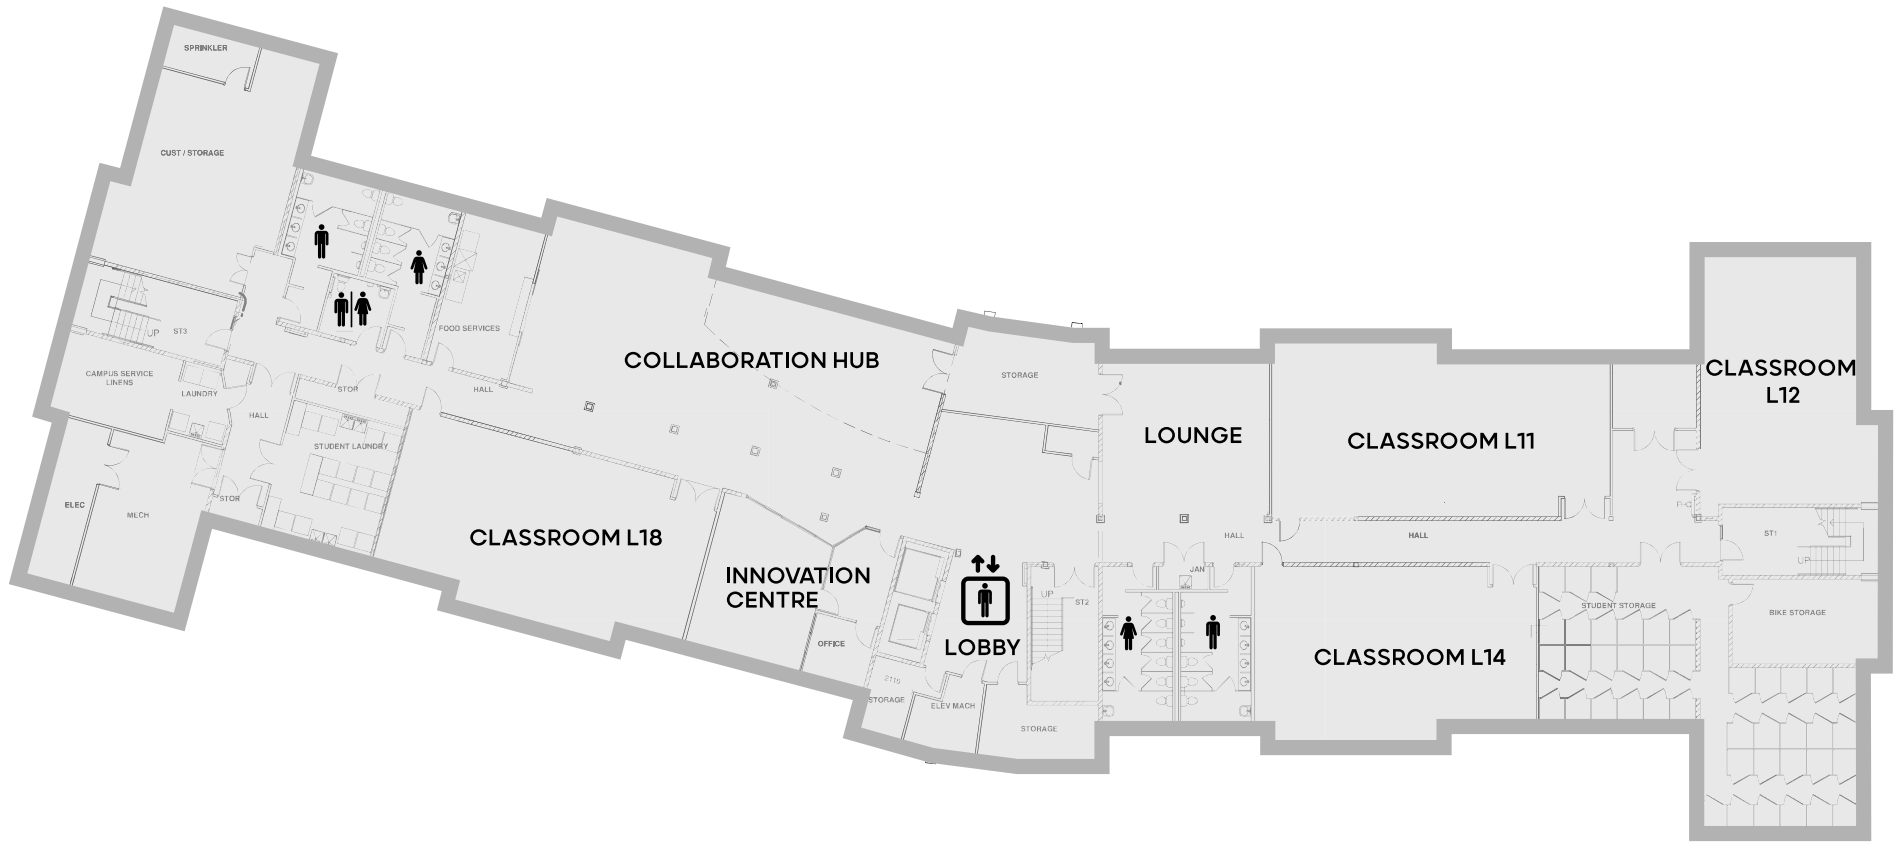 SPRINKLER
CUST / STORAGE
UP
ST3
FOOD SERVICES
CAMPUS SERVICE
LINENS
LAUNDRY
HALL
STOR
HALL
STUDENT LAUNDRY
ELEC
MECH
STOR
COLLABORATION HUB
CLASSROOM L18
INNOVATION
CENTRE
OFFICE
2115
STORAGE
ELEV MACH
STORAGE
STORAGE
LOBBY
UP
ST2
LOUNGE
HALL
JAN
CLASSROOM L11
HALL
CLASSROOM L14
CLASSROOM
L12
ST1
UP
STUDENT STORAGE
BIKE STORAGE